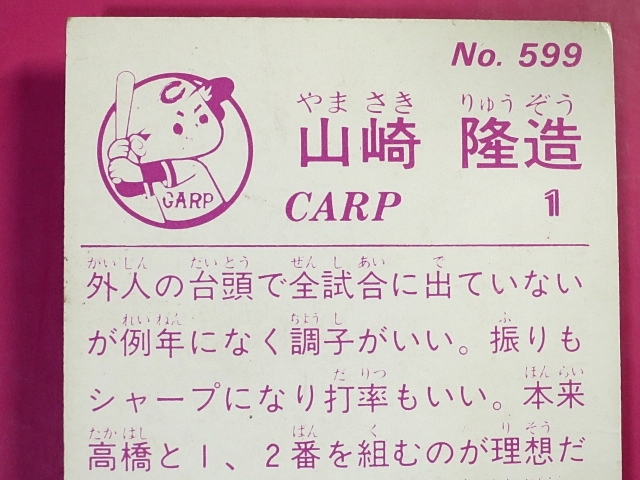 No. 599
やま さき りゅう ぞう
山崎 隆造
CARP
CARP 1
かいしん だいとう ぜん し あい で
外人の台頭で全試合に出ていない
れい ねん ちょう し ふ
が例年になく調子がいい。振りも
だ りつ ほん らい
シャープになり打率もいい。本来
たか はし ばん く り そう
高橋と1、2番を組むのが理想だ